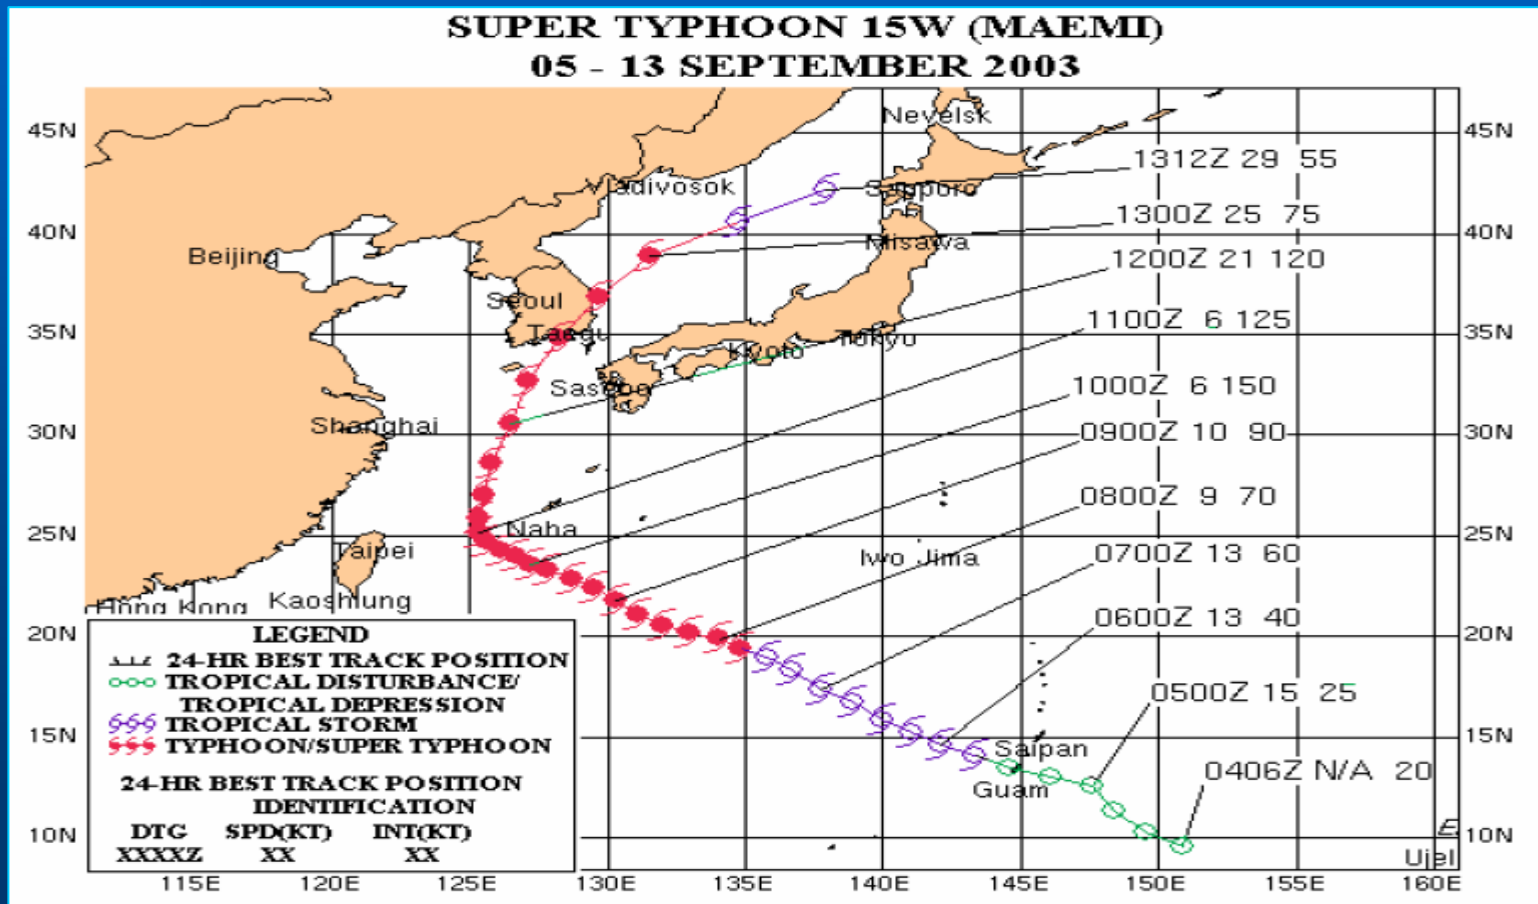 SUPER TYPHOON 15W (MAEMI)
05 - 13 SEPTEMBER 2003
Nevelsk
45N
45N
1312Z 29 55
Vladivosok
Sapporo
1300Z 25 75
40N
40N
Misawa
Beijing
1200Z 21 120
Seoul
1100Z 6 125
35N
35N
Taegu
Tokyo
Kyoto
1000Z 6 150
Sasebo
Shanghai
30N
0900Z 10 90
30N
0800Z 9 70
25N
Naha
25N
Taipei
Iwo Jima
0700Z 13 60
Hong Kong
Kaoshiung
0600Z 13 40
20N
20N
LEGEND
24-HR BEST TRACK POSITION
TROPICAL DISTURBANCE/
TROPICAL DEPRESSION
TROPICAL STORM
TYPHOON/SUPER TYPHOON
0500Z 15 25
15N
15N
Saipan
Guam
0406Z N/A 20
24-HR BEST TRACK POSITION
IDENTIFICATION
DTG SPD(KT) INT(KT)
XXXXZ XX XX
10N
E
10N
Ujel
115E 120E 125E 130E 135E 140E 145E 150E 155E 160E